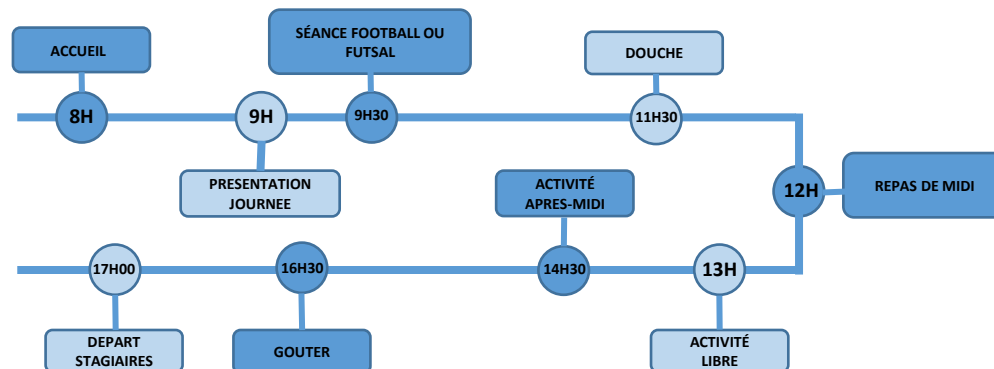 ACCUEIL
8H
9H
PRESENTATION
JOURNEE
SÉANCE FOOTBALL OU
FUTSAL
9H30
DOUCHE
11H30
12H
REPAS DE MIDI
13H
ACTIVITÉ
LIBRE
ACTIVITÉ
APRES-MIDI
14H30
16H30
GOUTER
17H00
DEPART
STAGIAIRES